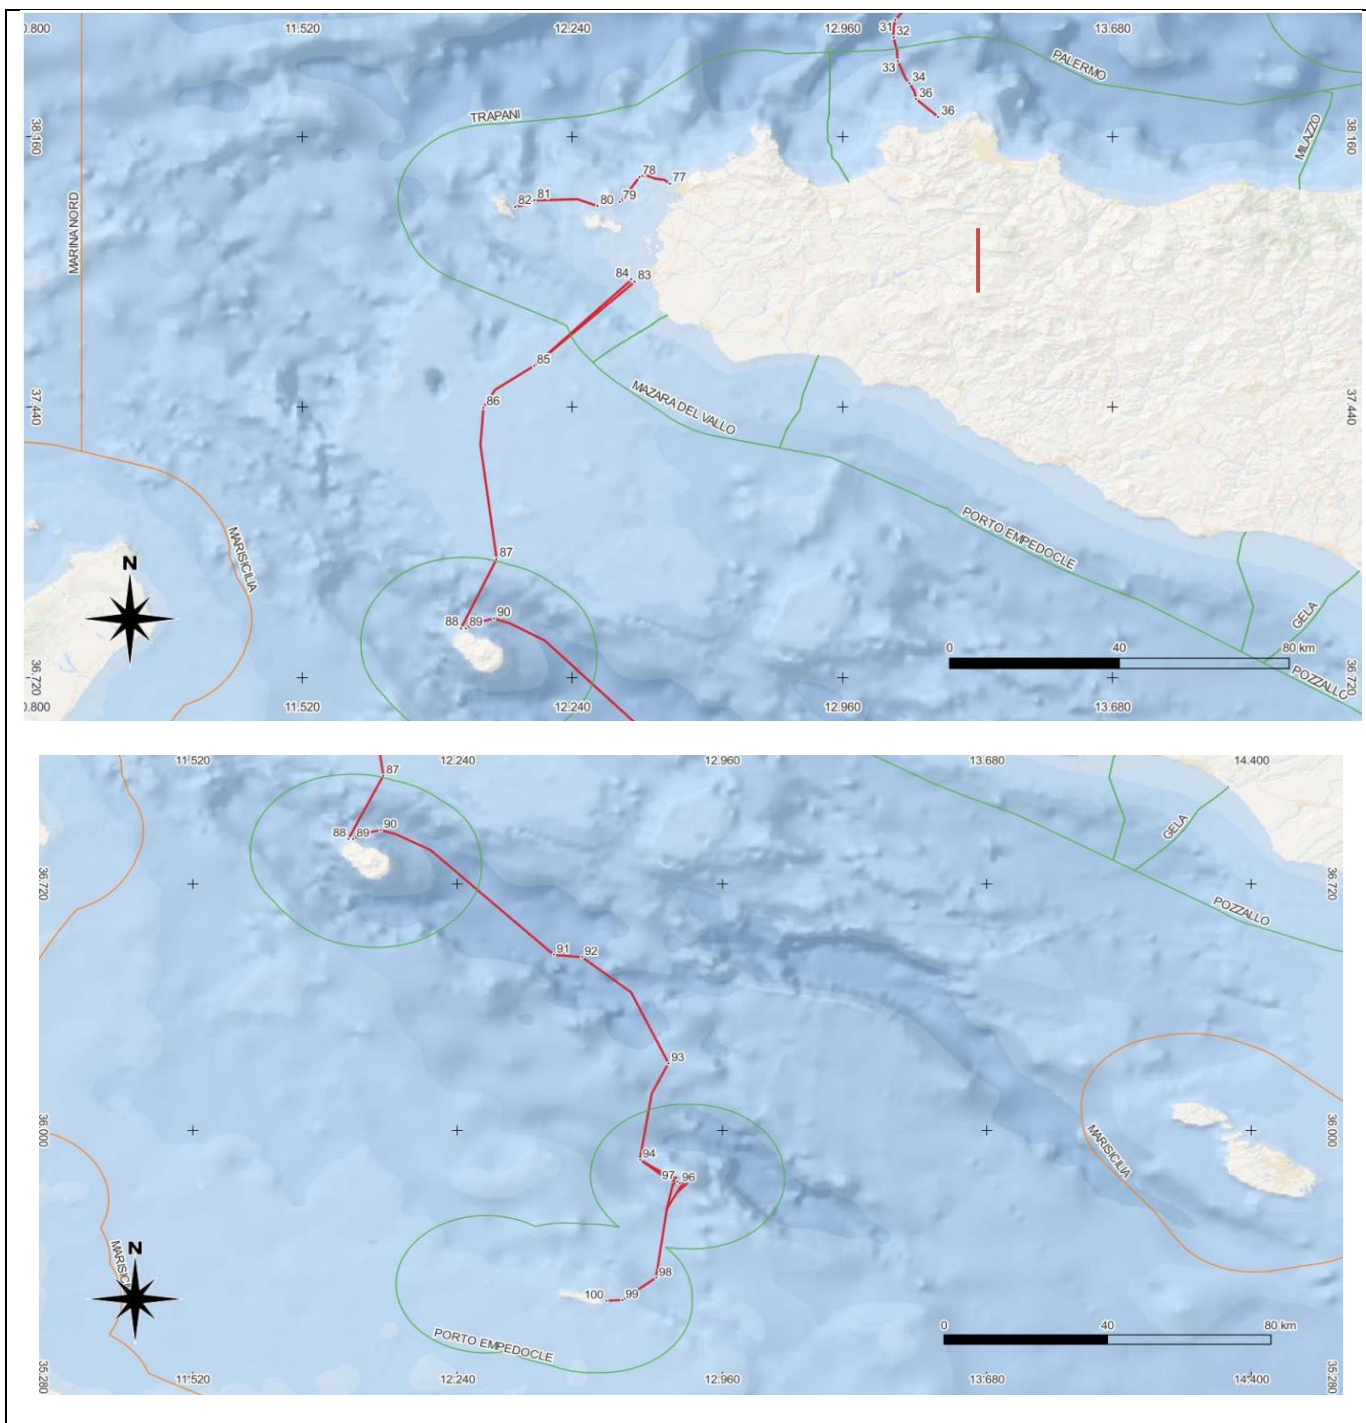 0.800 11.520 12.240 12.960 13.680
31
32
33
34
36
36
PALERMO
TRAPANI
38.160 38.160
MILAZZO
MARINA NORD
78
77
79
80
81
82
84 83
85
86
MAZARA DEL VALLO
37.440 37.440
PORTO EMPEDOCLE
MARISICILIA
N
87
88 89 90
GELA
0 40 80 km
POZZALLO
36.720 36.720
0.800 11.520 12.240 12.960 13.680
11.520 12.240 12.960 13.680 14.400
87
88 89 90
GELA
36.720 36.720
POZZALLO
91 92
93
36.000 36.000
MARISICILIA
94
97 96
N
98
100 99
PORTO EMPEDOCLE
0 40 80 km
35.280 35.280
11.520 12.240 12.960 13.680 14.400